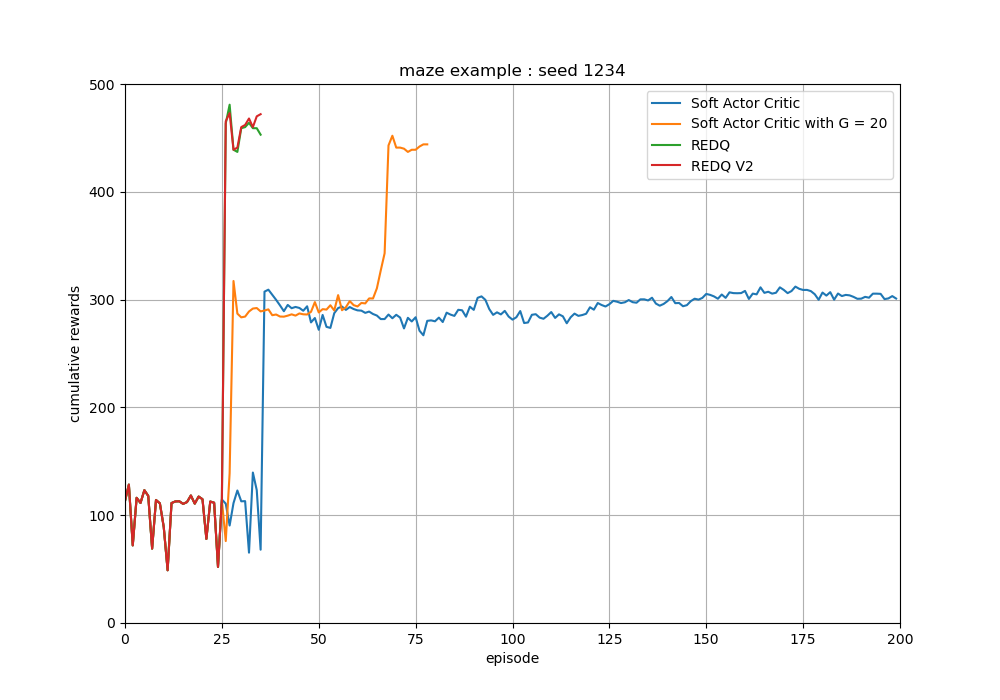 maze example : seed 1234
500
400
300
200
100
0
cumulative rewards
Soft Actor Critic
Soft Actor Critic with G = 20
REDQ
REDQ V2
0 25 50 75 100 125 150 175 200
episode